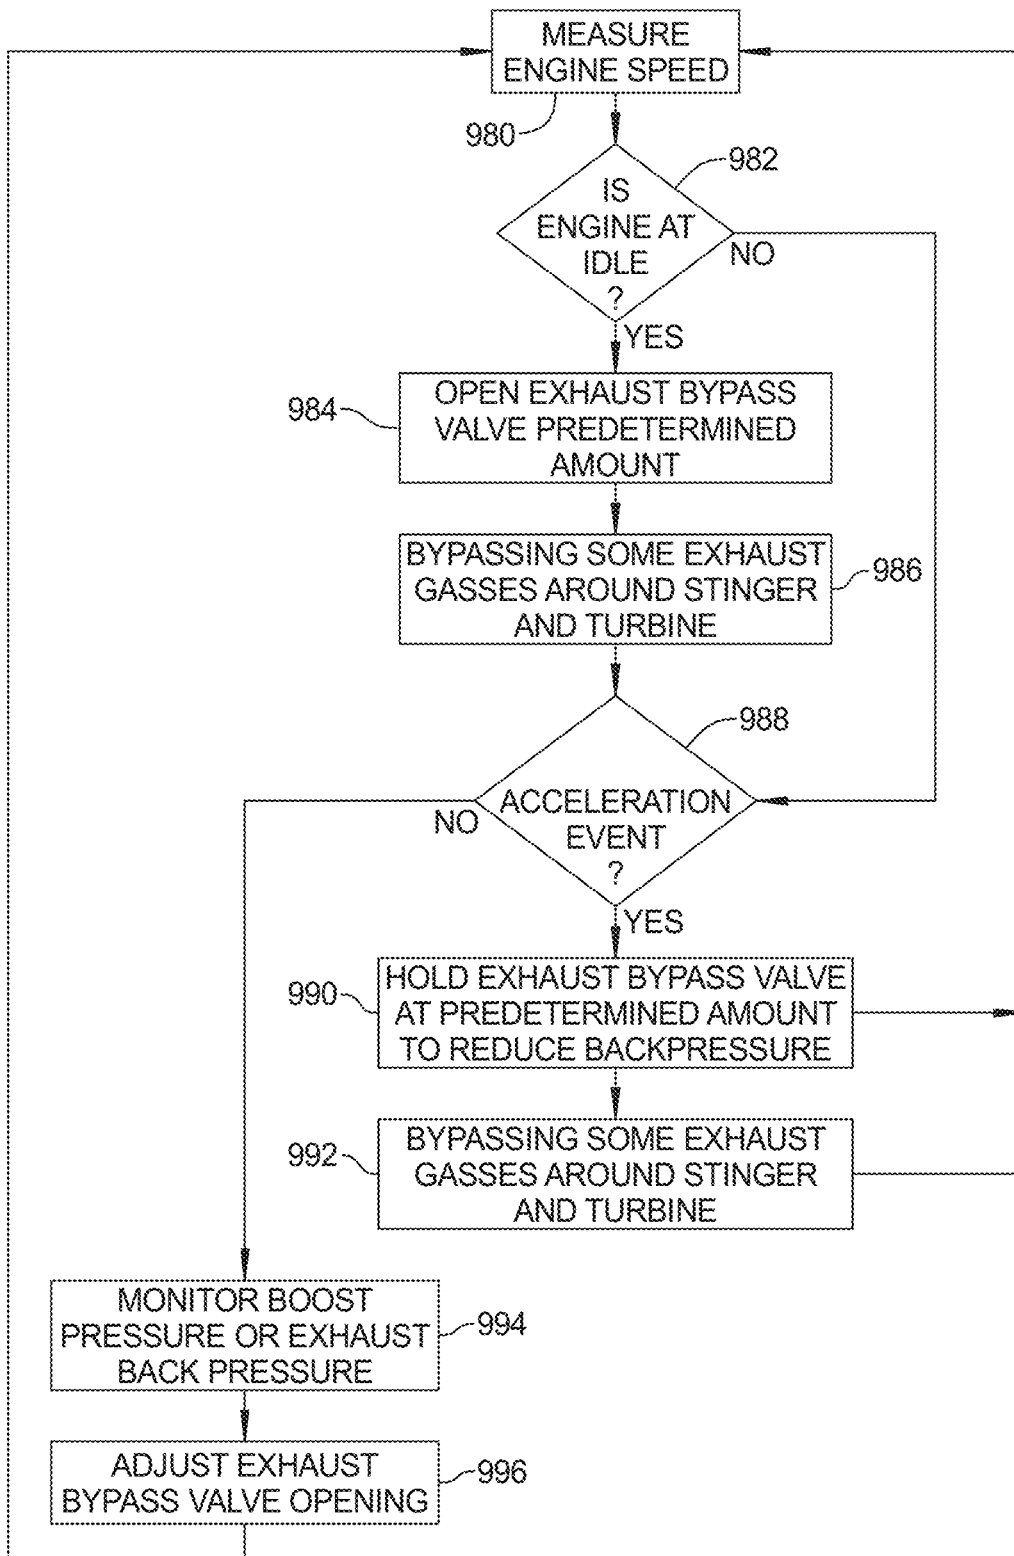 MEASURE
ENGINE SPEED
980
982
IS
ENGINE AT
IDLE
?
NO
YES
984
OPEN EXHAUST BYPASS
VALVE PREDETERMINED
AMOUNT
BYPASSING SOME EXHAUST
GASSES AROUND STINGER
AND TURBINE
986
988
ACCELERATION
EVENT
?
NO
YES
990
HOLD EXHAUST BYPASS VALVE
AT PREDETERMINED AMOUNT
TO REDUCE BACKPRESSURE
992
BYPASSING SOME EXHAUST
GASSES AROUND STINGER
AND TURBINE
MONITOR BOOST
PRESSURE OR EXHAUST
BACK PRESSURE
994
ADJUST EXHAUST
BYPASS VALVE OPENING
996